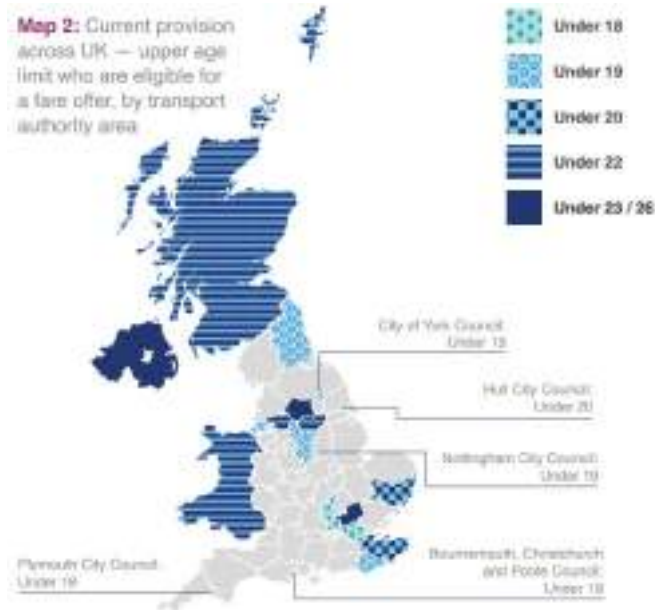 Map 2: Current provision
across UK — upper age
limit who are eligible for
a fare offer, by transport
authority area
Under 18
Under 19
Under 20
Under 22
Under 23 / 26
City of York Council:
Under 19
Hull City Council:
Under 20
Nottingham City Council:
Under 19
Bournemouth, Christchurch
and Poole Council:
Under 19
Plymouth City Council:
Under 19